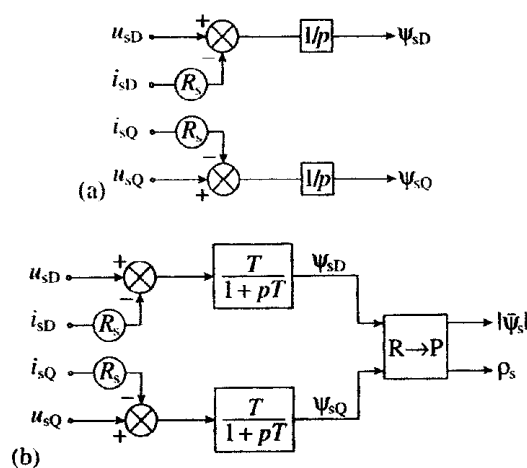 u_sD + 1/p ψ_sD
−
i_sD R_s
i_sQ R_s
−
u_sQ + 1/p ψ_sQ
(a)
u_sD + T/(1 + pT) ψ_sD
−
i_sD R_s
R→P |ψ̄_s|
ρ_s
i_sQ R_s
−
u_sQ + T/(1 + pT) ψ_sQ
(b)